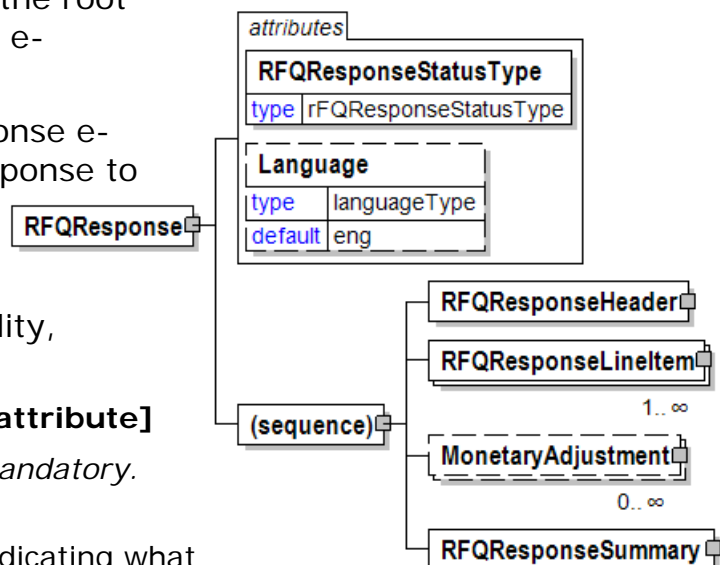 the root
e-
onse e-
ponse to
lity,
attribute]
andatory.
dicating what
attributes
RFQResponseStatusType
type rFQResponseStatusType
Language
type languageType
default eng
RFQResponse
(sequence)
RFQResponseHeader
RFQResponseLineItem
1.. ∞
MonetaryAdjustment
0.. ∞
RFQResponseSummary